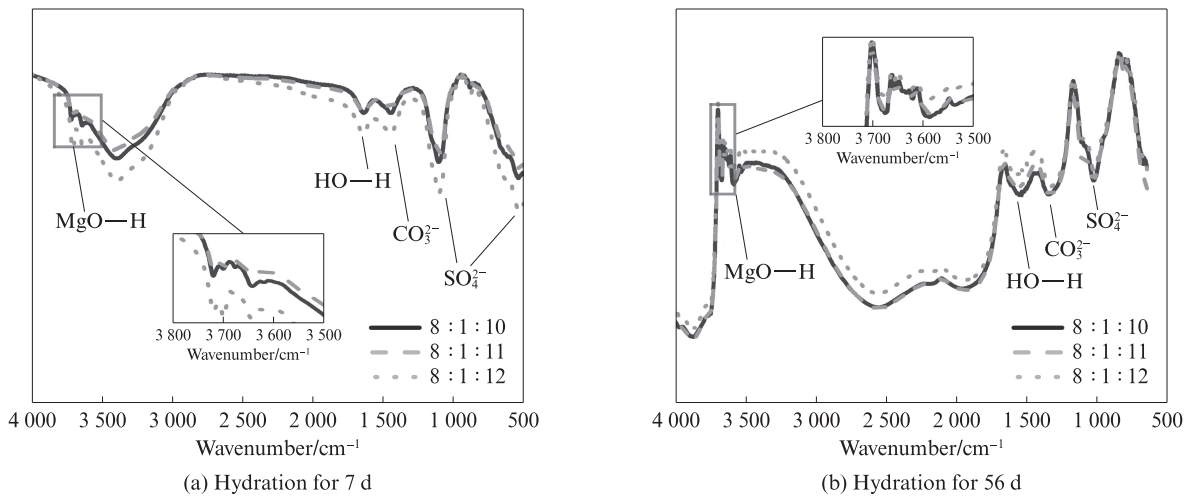 MgO—H
HO—H
CO₃²⁻
SO₄²⁻
3 800 3 700 3 600 3 500
Wavenumber/cm⁻¹
8 : 1 : 10
8 : 1 : 11
8 : 1 : 12
4 000 3 500 3 000 2 500 2 000 1 500 1 000 500
Wavenumber/cm⁻¹
(a) Hydration for 7 d
3 800 3 700 3 600 3 500
Wavenumber/cm⁻¹
MgO—H
SO₄²⁻
CO₃²⁻
HO—H
8 : 1 : 10
8 : 1 : 11
8 : 1 : 12
4 000 3 500 3 000 2 500 2 000 1 500 1 000 500
Wavenumber/cm⁻¹
(b) Hydration for 56 d